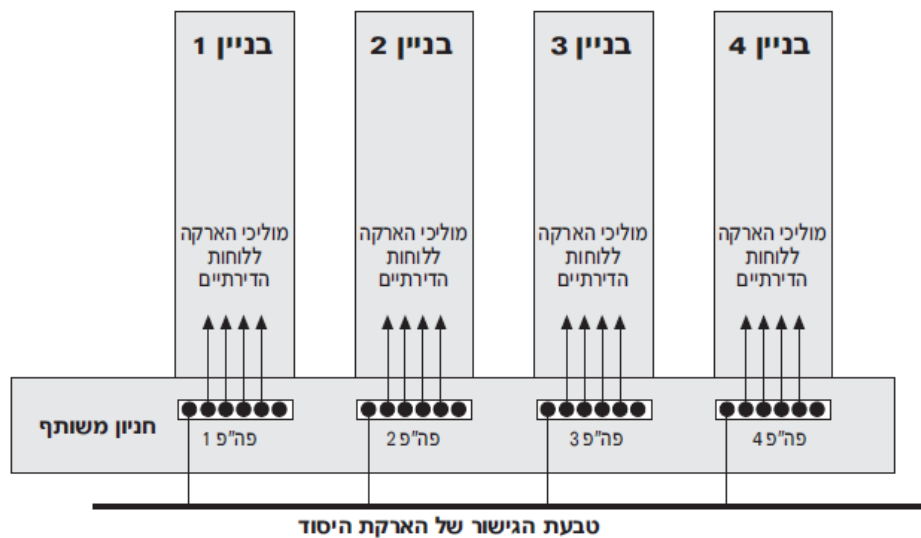 בניין 1
בניין 2
בניין 3
בניין 4
מוליכי הארקה
ללוחות
הדירתיים
מוליכי הארקה
ללוחות
הדירתיים
מוליכי הארקה
ללוחות
הדירתיים
מוליכי הארקה
ללוחות
הדירתיים
חניון משותף
פה"פ 1
פה"פ 2
פה"פ 3
פה"פ 4
טבעת הגישור של הארקת היסוד